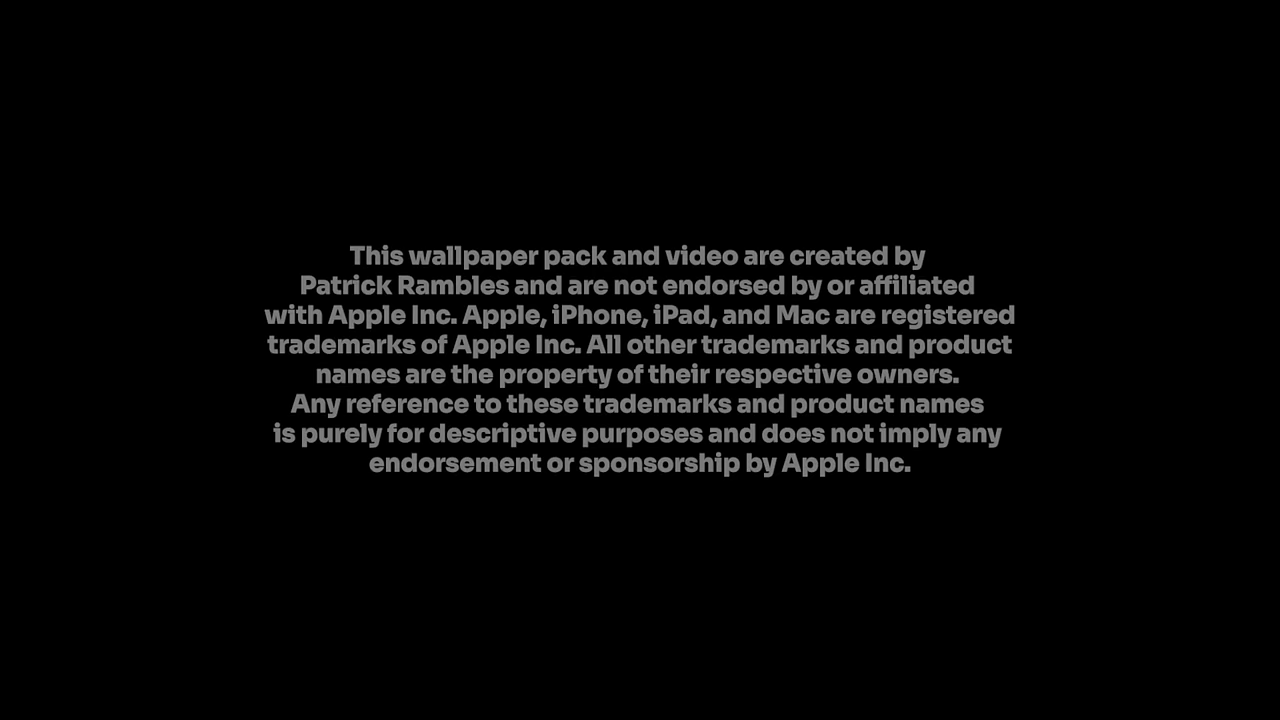 This wallpaper pack and video are created by
Patrick Rambles and are not endorsed by or affiliated
with Apple Inc. Apple, iPhone, iPad, and Mac are registered
trademarks of Apple Inc. All other trademarks and product
names are the property of their respective owners.
Any reference to these trademarks and product names
is purely for descriptive purposes and does not imply any
endorsement or sponsorship by Apple Inc.